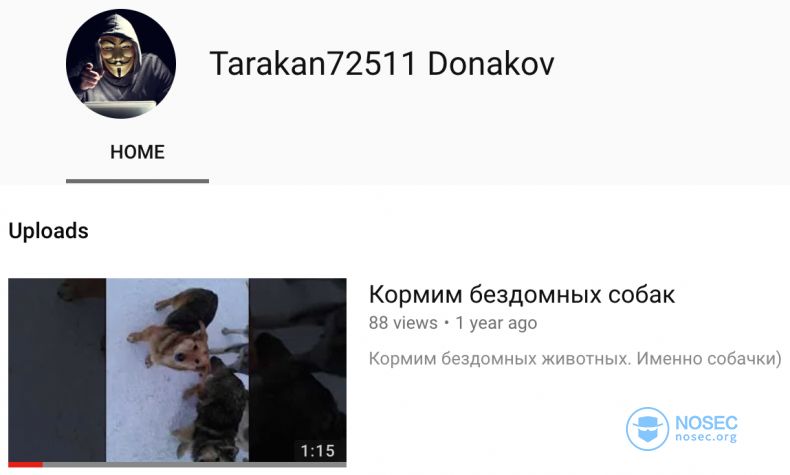 Tarakan72511 Donakov
HOME
Uploads
Кормим бездомных собак
88 views • 1 year ago
Кормим бездомных животных. Именно собачки)
1:15
NOSEC
nosec.org